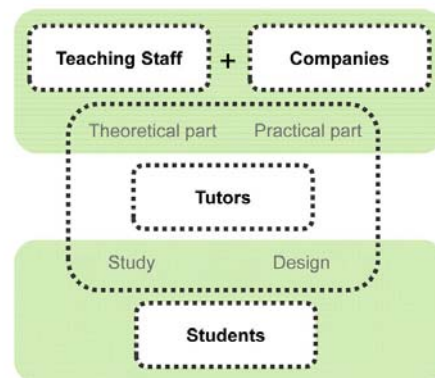 Teaching Staff + Companies
Theoretical part Practical part
Tutors
Study Design
Students